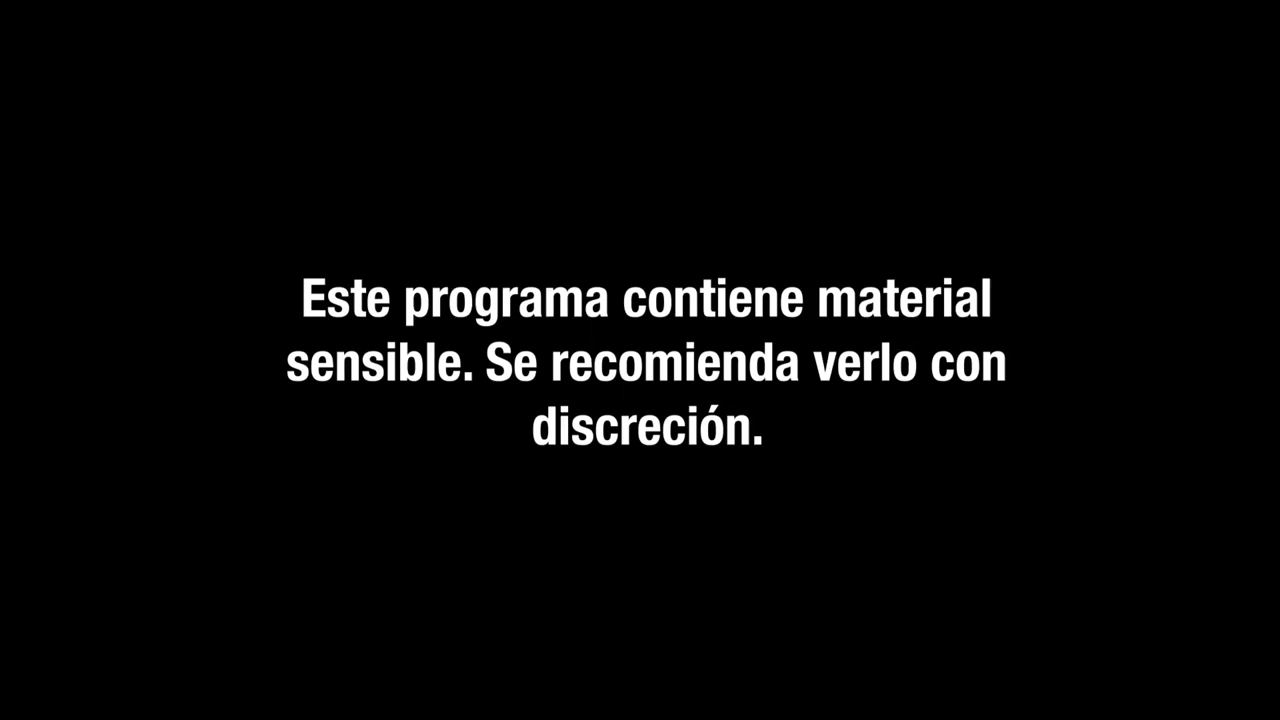 Este programa contiene material
sensible. Se recomienda verlo con
discreción.